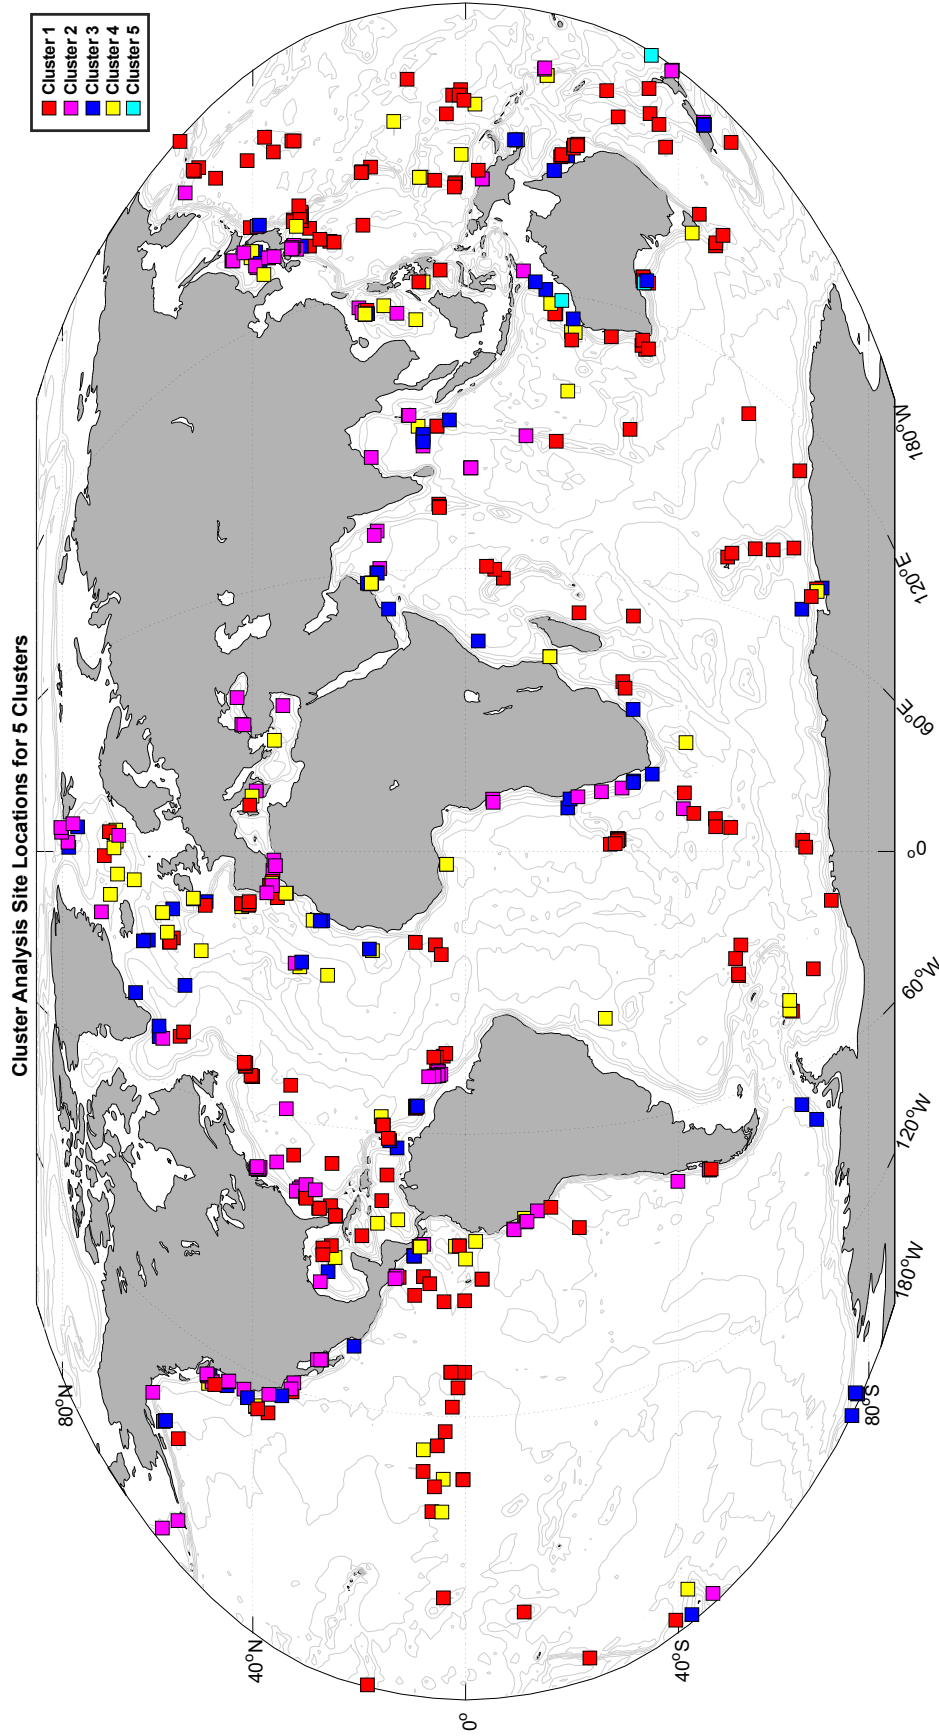 Cluster Analysis Site Locations for 5 Clusters
Cluster 1
Cluster 2
Cluster 3
Cluster 4
Cluster 5
80°N
40°N
0°
40°S
80°S
180°W
120°W
60°W
0°
60°E
120°E
180°W